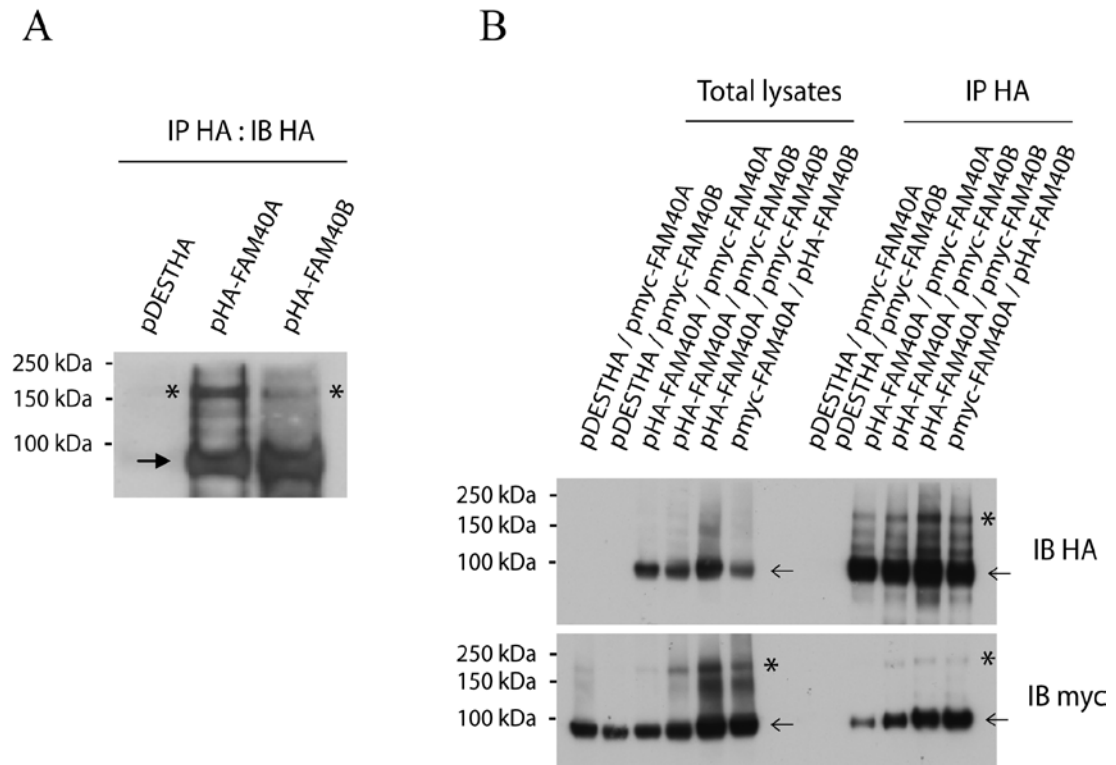 A
IP HA : IB HA
pDESTHA
pHA-FAM40A
pHA-FAM40B
250 kDa
150 kDa
100 kDa
*
*
B
Total lysates
IP HA
pDESTHA / pmyc-FAM40A
pDESTHA / pmyc-FAM40B
pHA-FAM40A / pmyc-FAM40A
pHA-FAM40A / pmyc-FAM40B
pHA-FAM40A / pmyc-FAM40B
pmyc-FAM40A / pHA-FAM40B
pDESTHA / pmyc-FAM40A
pDESTHA / pmyc-FAM40B
pHA-FAM40A / pmyc-FAM40A
pHA-FAM40A / pmyc-FAM40B
pHA-FAM40A / pmyc-FAM40B
pmyc-FAM40A / pHA-FAM40B
250 kDa
150 kDa
100 kDa
*
IB HA
250 kDa
150 kDa
100 kDa
*
*
IB myc